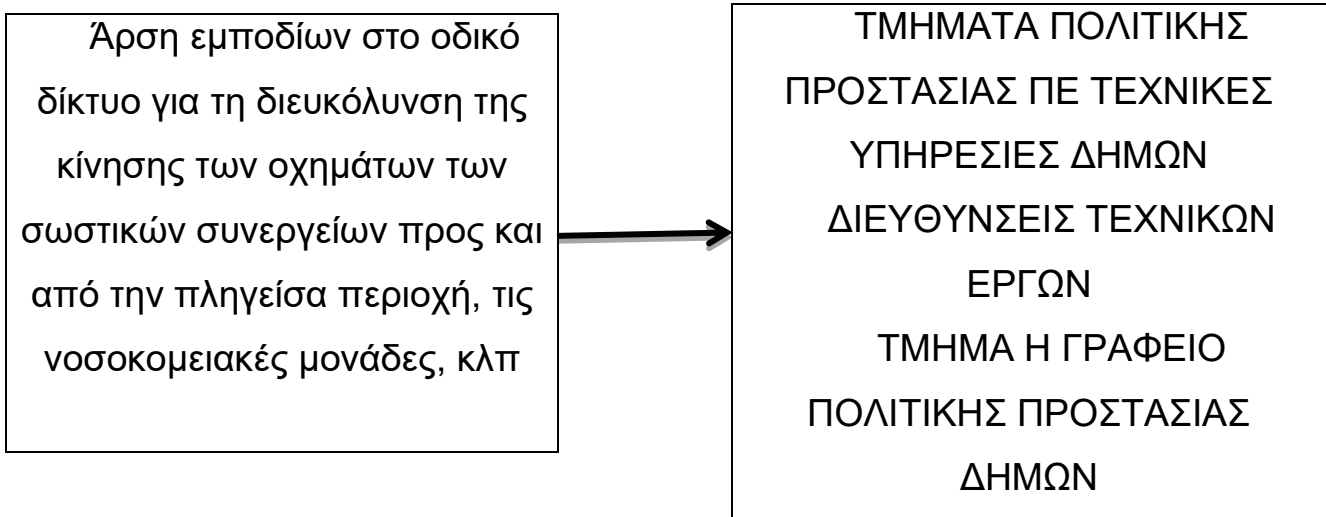 Άρση εμποδίων στο οδικό
δίκτυο για τη διευκόλυνση της
κίνησης των οχημάτων των
σωστικών συνεργείων προς και
από την πληγείσα περιοχή, τις
νοσοκομειακές μονάδες, κλπ
ΤΜΗΜΑΤΑ ΠΟΛΙΤΙΚΗΣ
ΠΡΟΣΤΑΣΙΑΣ ΠΕ ΤΕΧΝΙΚΕΣ
ΥΠΗΡΕΣΙΕΣ ΔΗΜΩΝ
ΔΙΕΥΘΥΝΣΕΙΣ ΤΕΧΝΙΚΩΝ
ΕΡΓΩΝ
ΤΜΗΜΑ Η ΓΡΑΦΕΙΟ
ΠΟΛΙΤΙΚΗΣ ΠΡΟΣΤΑΣΙΑΣ
ΔΗΜΩΝ